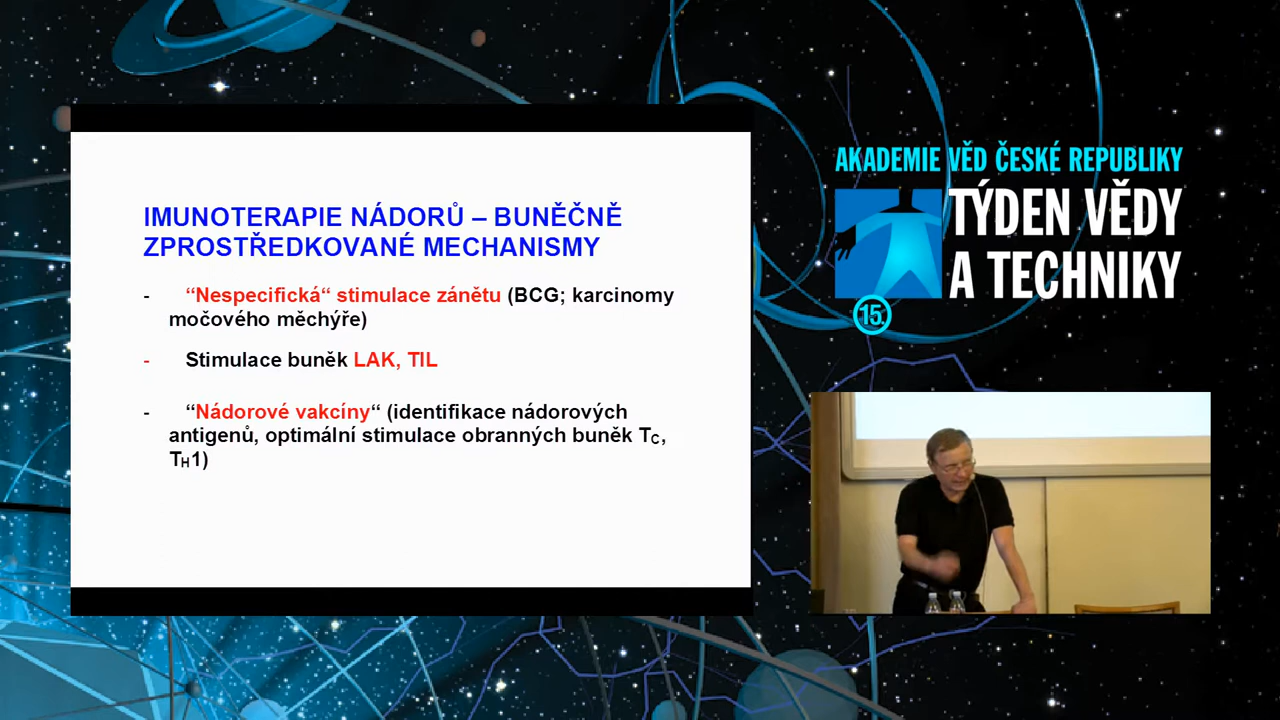 IMUNOTERAPIE NÁDORŮ – BUNĚČNĚ
ZPROSTŘEDKOVANÉ MECHANISMY
- “Nespecifická“ stimulace zánětu (BCG; karcinomy
močového měchýře)
- Stimulace buněk LAK, TIL
- “Nádorové vakcíny“ (identifikace nádorových
antigenů, optimální stimulace obranných buněk TC,
TH1)
AKADEMIE VĚD ČESKÉ REPUBLIKY
TÝDEN VĚDY
A TECHNIKY
15.